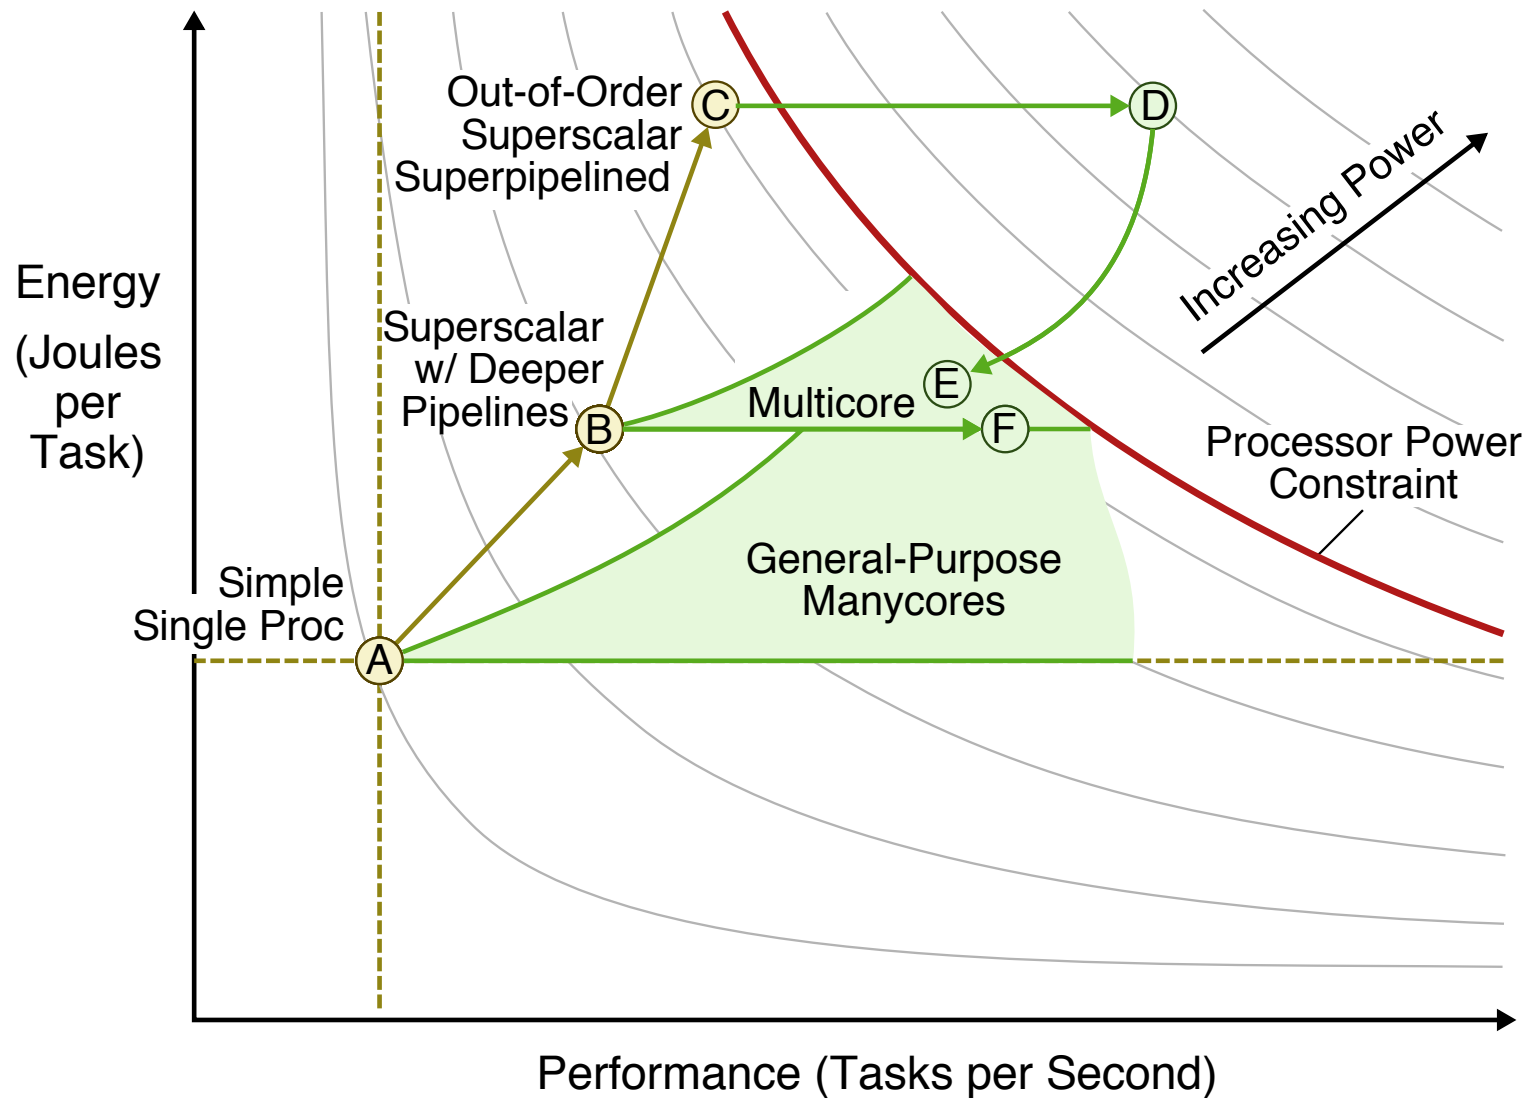 Energy
(Joules
per
Task)
Out-of-Order
Superscalar
Superpipelined
C
D
Increasing Power
Superscalar
w/ Deeper
Pipelines
B
Multicore
E
F
Processor Power
Constraint
General-Purpose
Manycores
Simple
Single Proc
A
Performance (Tasks per Second)